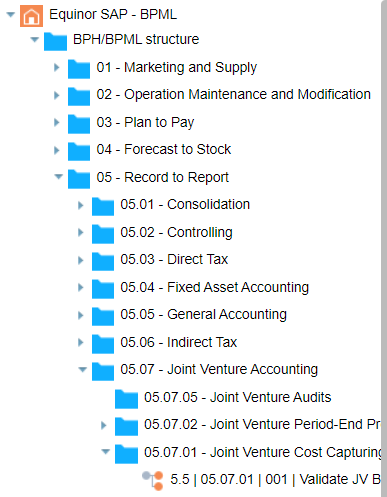 Equinor SAP - BPML
BPH/BPML structure
01 - Marketing and Supply
02 - Operation Maintenance and Modification
03 - Plan to Pay
04 - Forecast to Stock
05 - Record to Report
05.01 - Consolidation
05.02 - Controlling
05.03 - Direct Tax
05.04 - Fixed Asset Accounting
05.05 - General Accounting
05.06 - Indirect Tax
05.07 - Joint Venture Accounting
05.07.05 - Joint Venture Audits
05.07.02 - Joint Venture Period-End Pr
05.07.01 - Joint Venture Cost Capturing
5.5 | 05.07.01 | 001 | Validate JV B